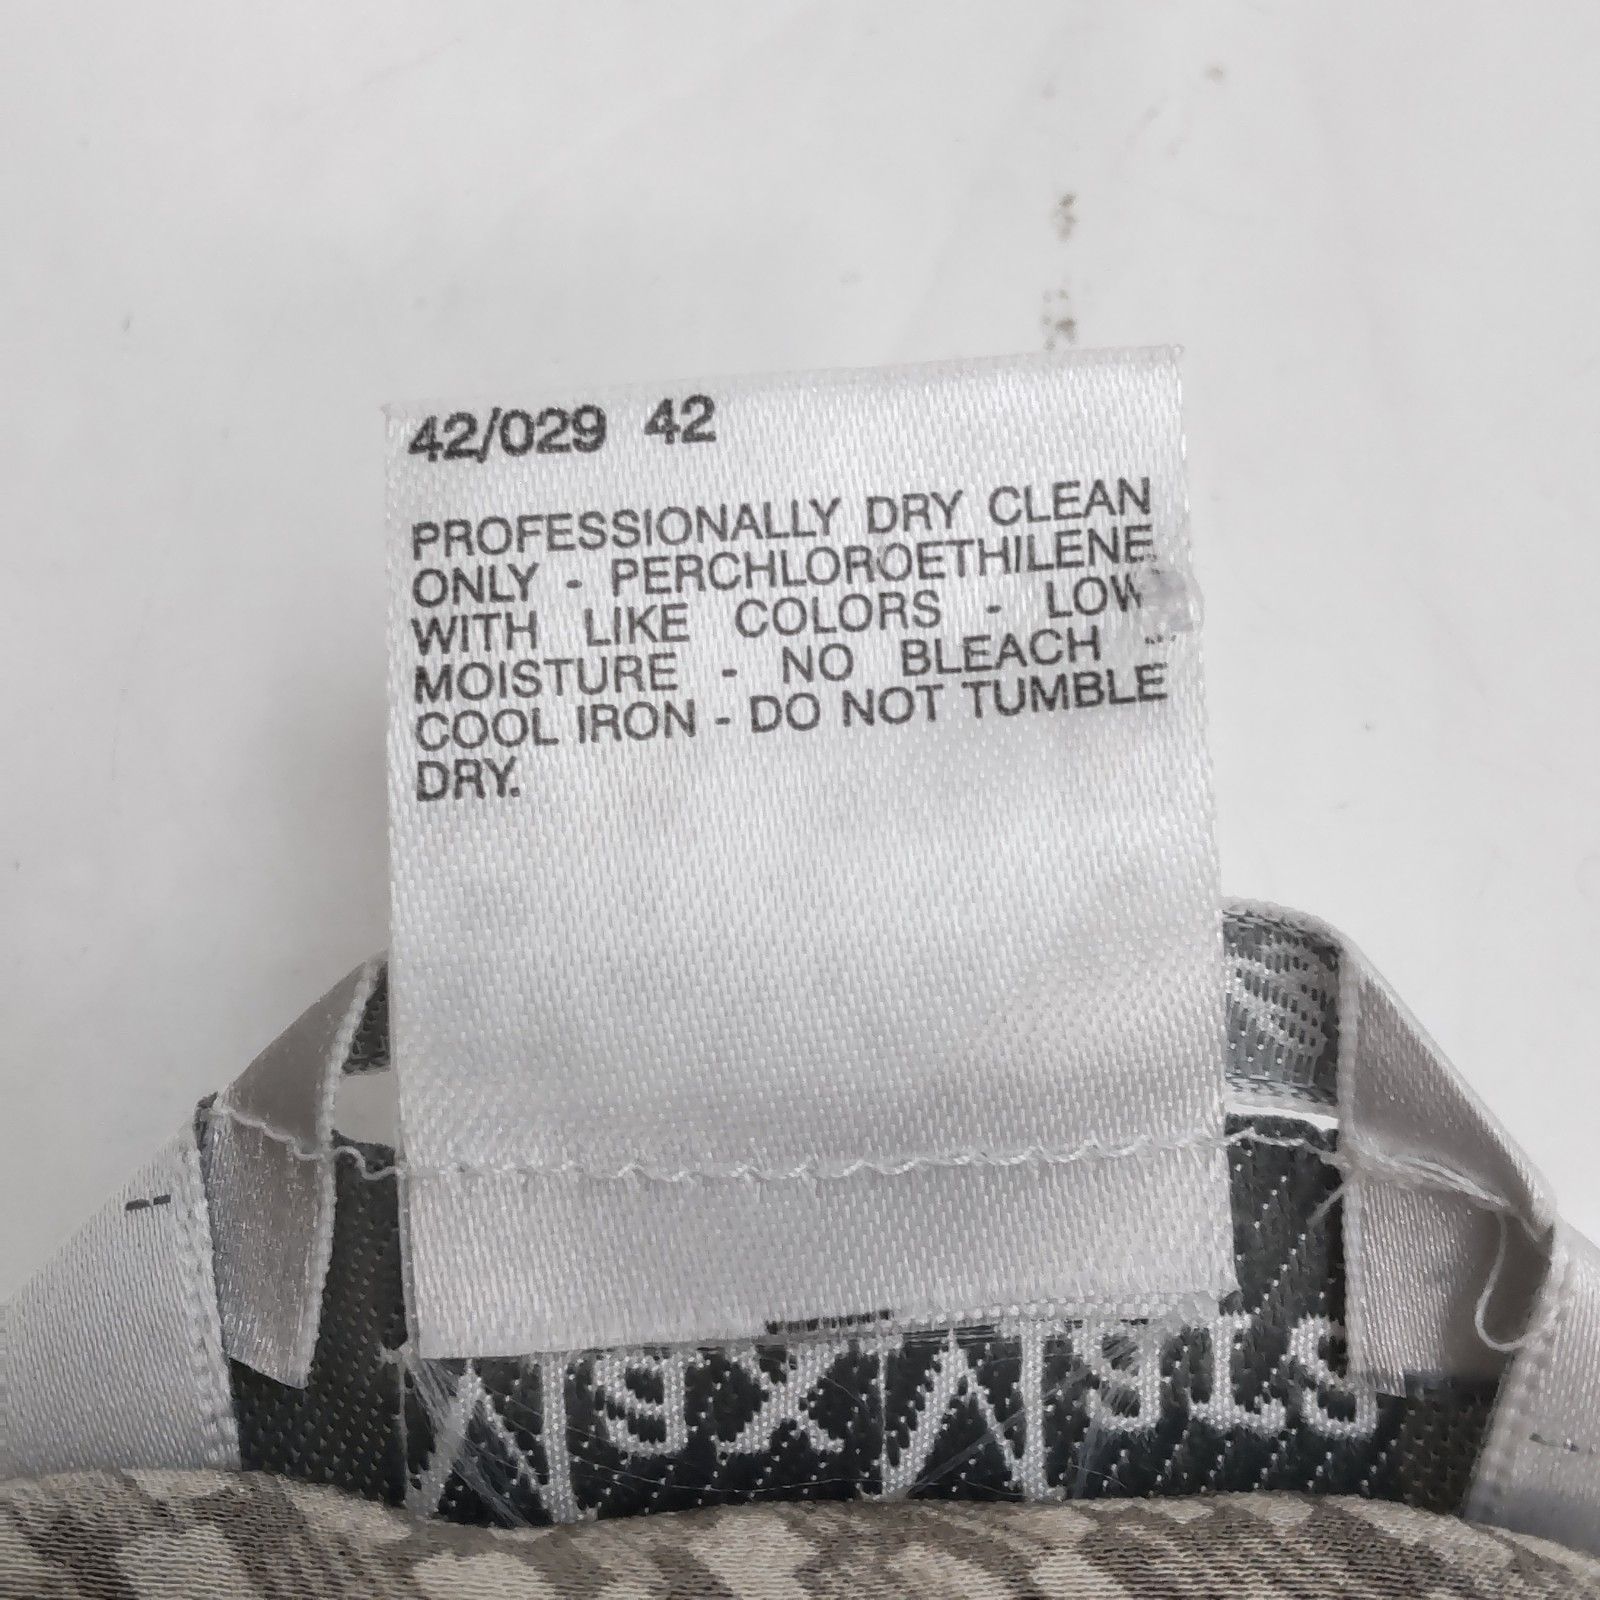 42/029 42
PROFESSIONALLY DRY CLEAN
ONLY - PERCHLOROETHILENE
WITH LIKE COLORS - LOW
MOISTURE - NO BLEACH -
COOL IRON - DO NOT TUMBLE
DRY.